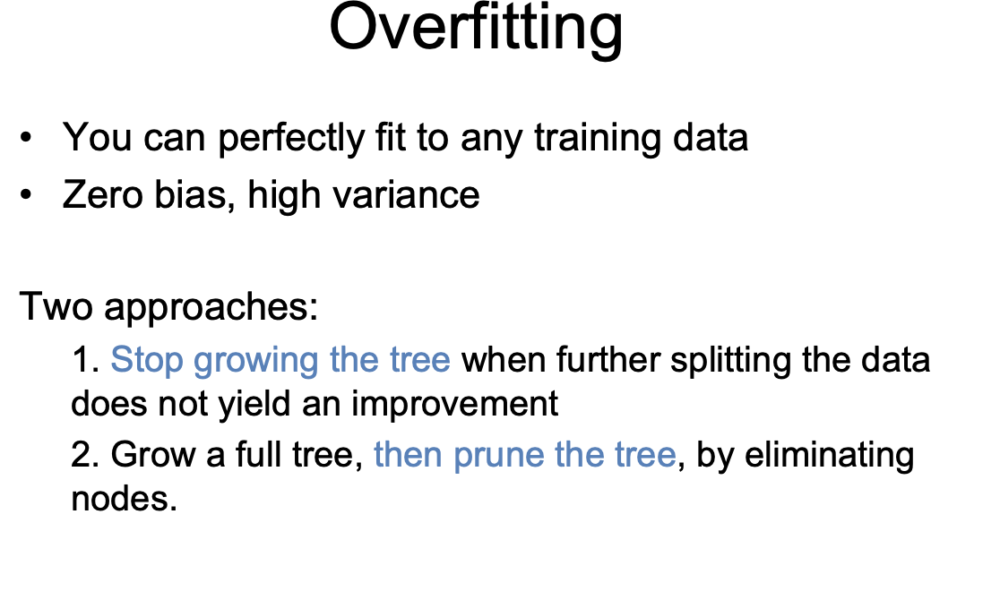 Overfitting
• You can perfectly fit to any training data
• Zero bias, high variance
Two approaches:
1. Stop growing the tree when further splitting the data
does not yield an improvement
2. Grow a full tree, then prune the tree, by eliminating
nodes.